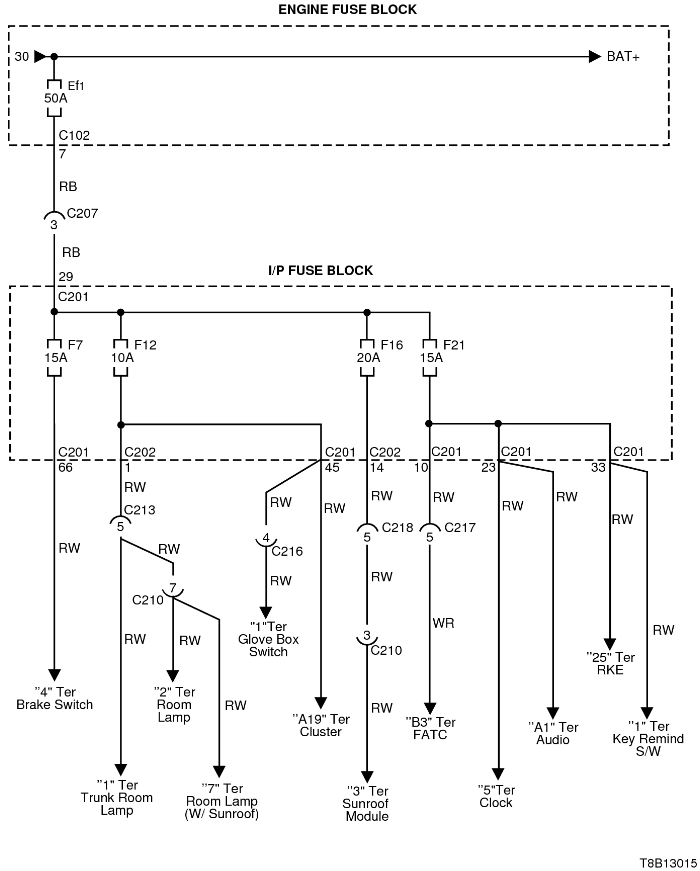 ENGINE FUSE BLOCK
30
BAT+
Ef1
50A
C102
7
RB
C207
3
RB
29
I/P FUSE BLOCK
C201
F7
15A
F12
10A
F16
20A
F21
15A
C201
66
C202
1
C201
45
C202
14
C201
10
C201
23
C201
33
RW
C213
5
RW
RW
RW
C218
5
RW
C217
5
RW
RW
RW
4
C216
RW
RW
7
C210
RW
RW
RW
RW
3
C210
WR
RW
RW
"1"Ter
Glove Box
Switch
"25" Ter
RKE
"4" Ter
Brake Switch
"2" Ter
Room
Lamp
RW
"A19" Ter
Cluster
RW
"B3" Ter
FATC
"A1" Ter
Audio
"1" Ter
Key Remind
S/W
"1" Ter
Trunk Room
Lamp
"7" Ter
Room Lamp
(W/ Sunroof)
"3" Ter
Sunroof
Module
"5"Ter
Clock
T8B13015